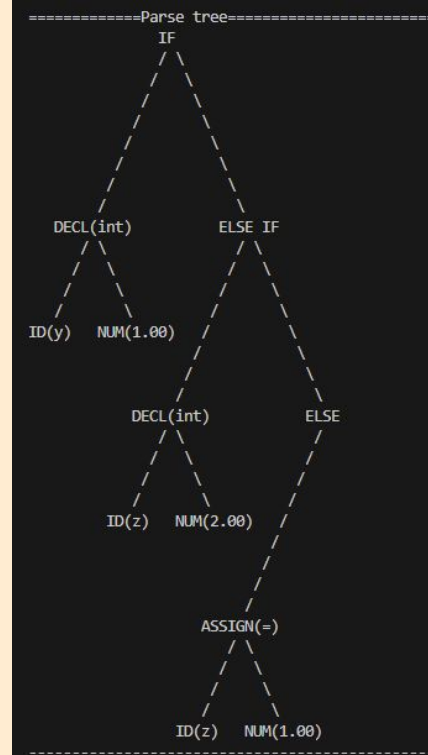 =============Parse tree=======================
IF
DECL(int) ELSE IF
ID(y) NUM(1.00)
DECL(int) ELSE
ID(z) NUM(2.00)
ASSIGN(=)
ID(z) NUM(1.00)